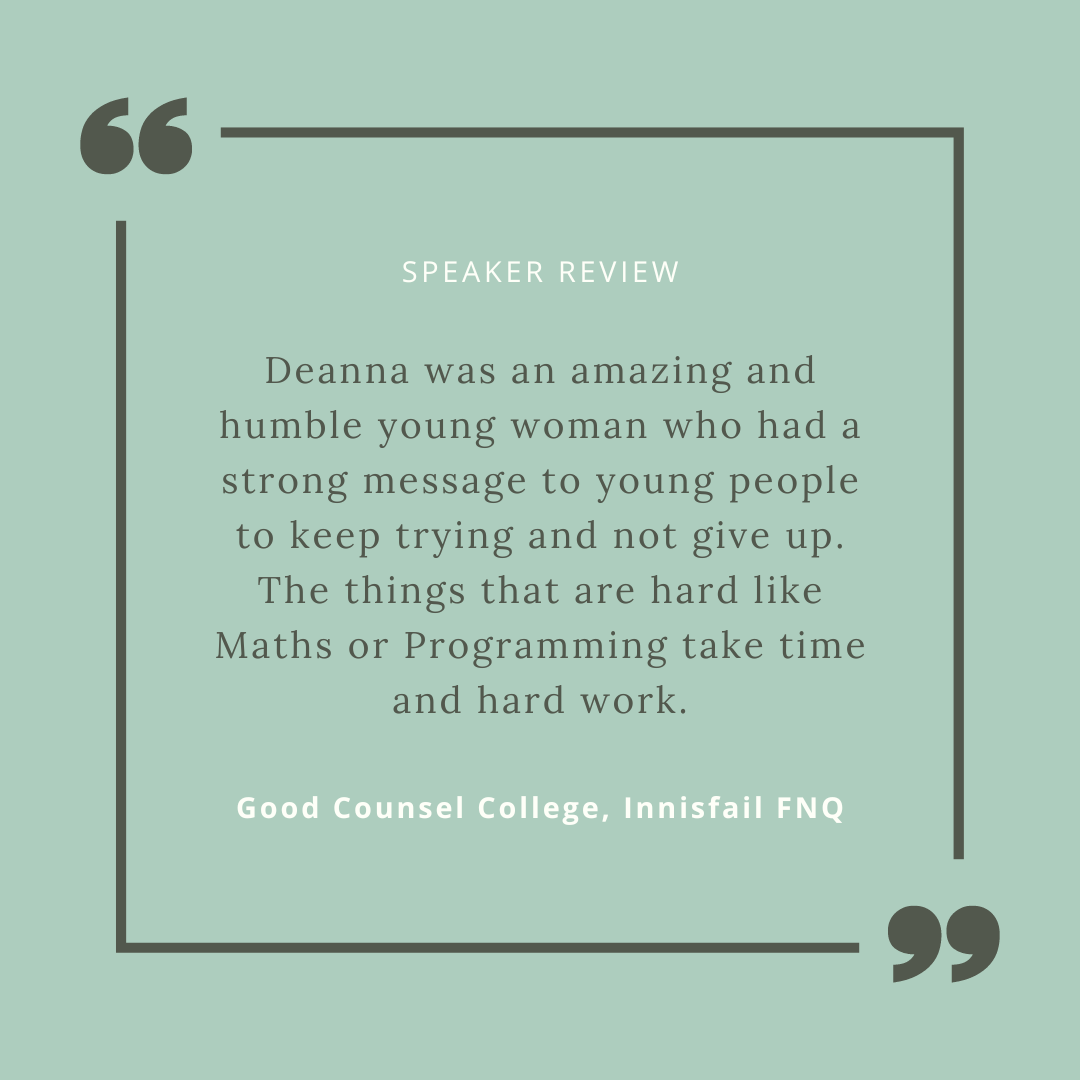 SPEAKER REVIEW
Deanna was an amazing and
humble young woman who had a
strong message to young people
to keep trying and not give up.
The things that are hard like
Maths or Programming take time
and hard work.
Good Counsel College, Innisfail FNQ